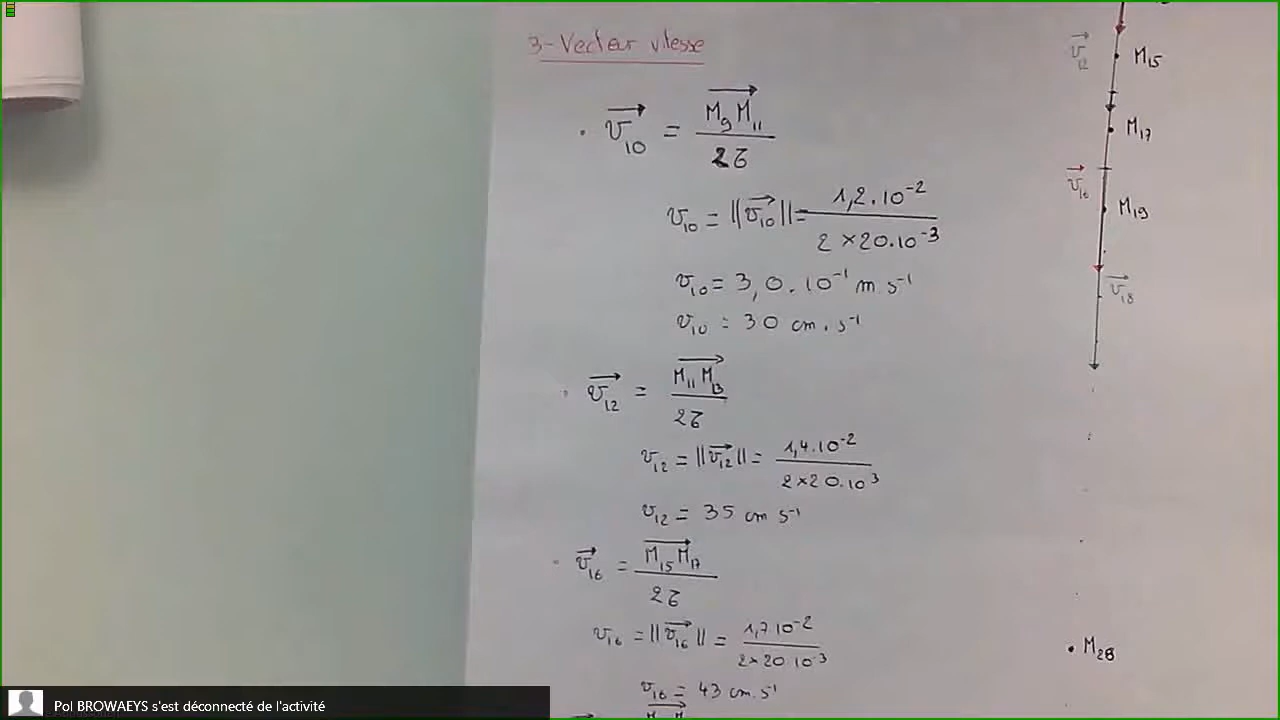 3-Vecteur vitesse
v⃗10 = M9M11 / 2τ
v10 = ||v⃗10|| = 1,2.10⁻² / 2×20.10⁻³
v10 = 3,0.10⁻¹ m s⁻¹
v10 = 30 cm.s⁻¹
v⃗12 = M11M13 / 2τ
v12 = ||v⃗12|| = 1,4.10⁻² / 2×20.10³
v12 = 35 cm s⁻¹
v⃗16 = M15M17 / 2τ
v16 = ||v⃗16|| = 1,7.10⁻² / 2×20.10⁻³
v16 = 43 cm.s⁻¹
v⃗12
M15
M17
v⃗16
M19
v⃗18
M28
Pol BROWAEYS s'est déconnecté de l'activité